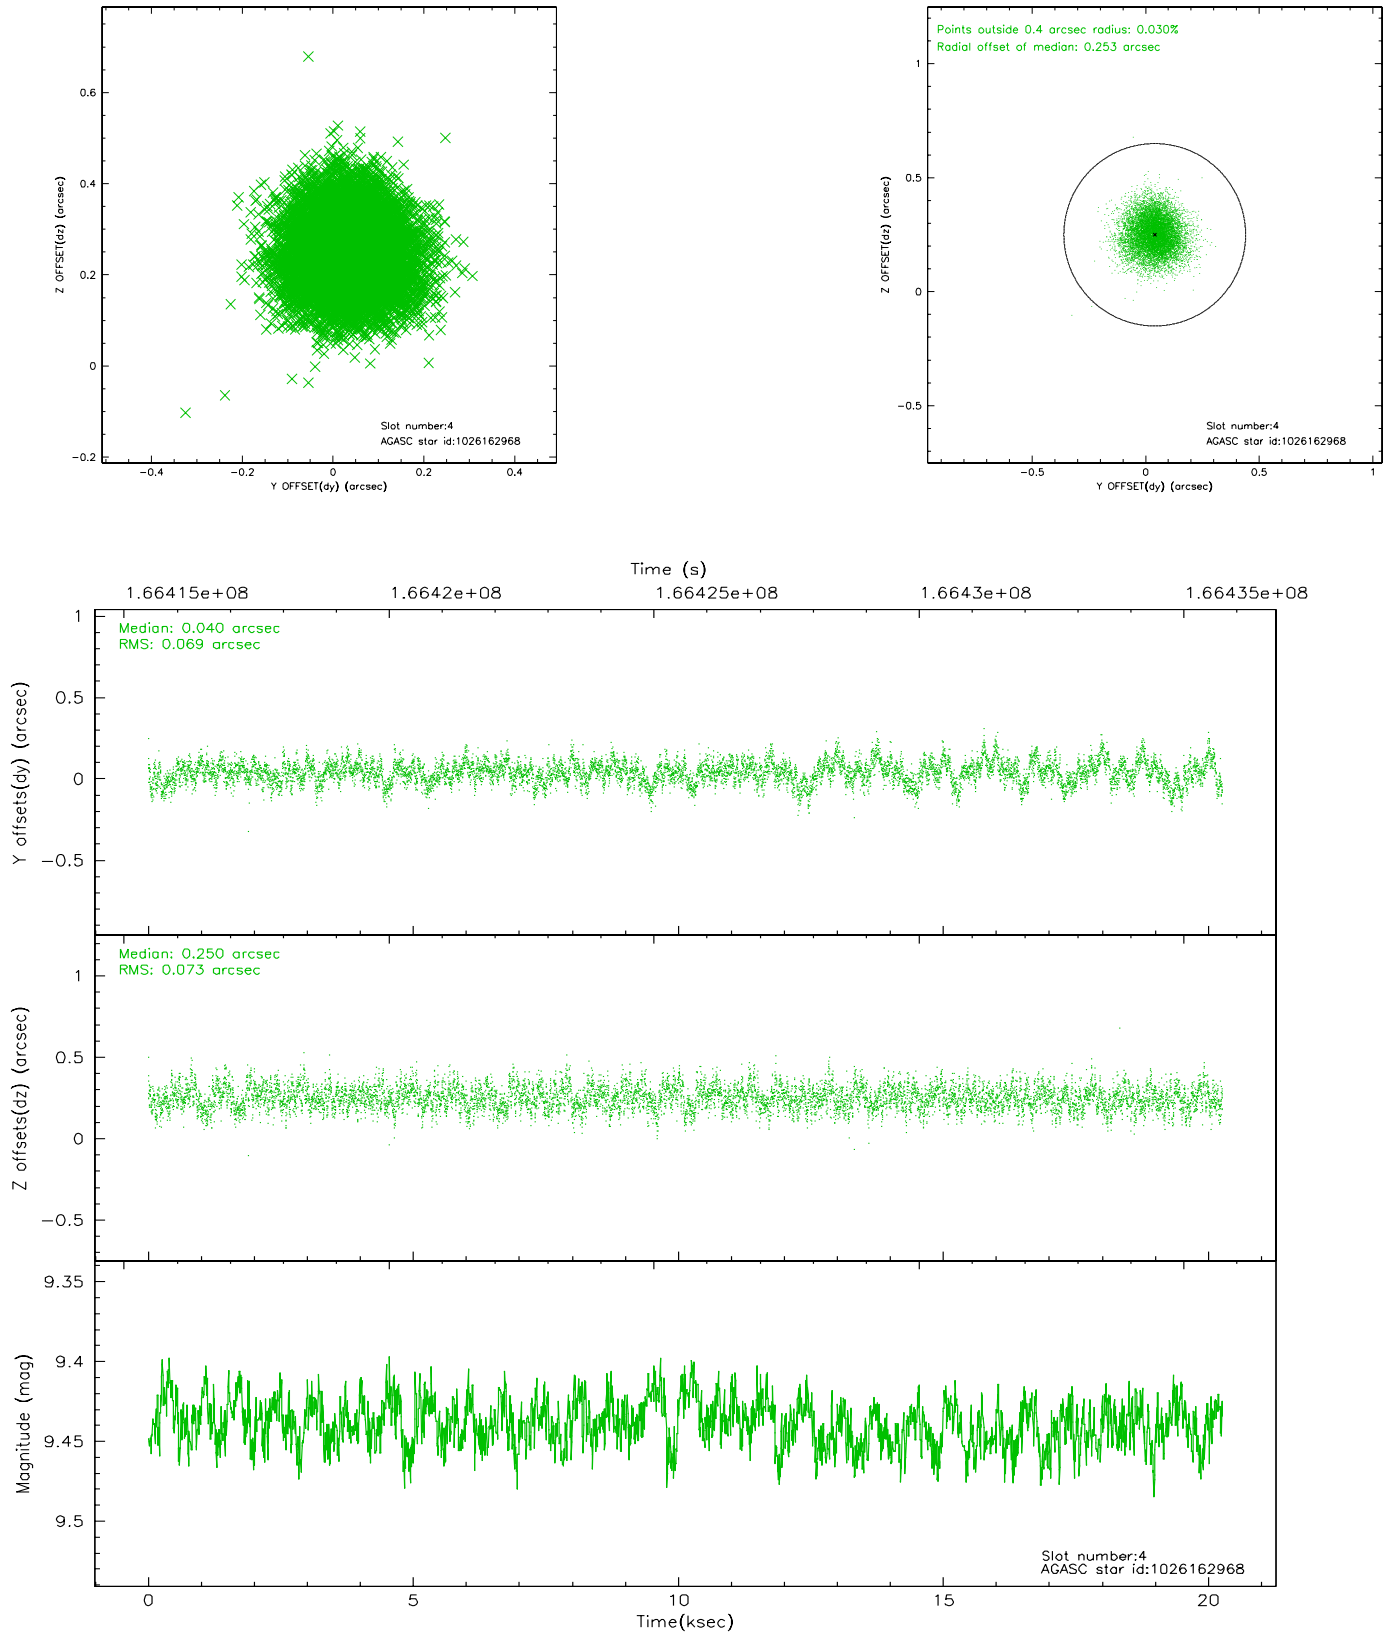 Points outside 0.4 arcsec radius: 0.030%
Radial offset of median: 0.253 arcsec
0.6
0.4
0.2
0
−0.2
Z OFFSET(dz) (arcsec)
Slot number:4
AGASC star id:1026162968
−0.4
−0.2
0
0.2
0.4
Y OFFSET(dy) (arcsec)
1
0.5
0
−0.5
Z OFFSET(dz) (arcsec)
Slot number:4
AGASC star id:1026162968
−0.5
0
0.5
1
Y OFFSET(dy) (arcsec)
Time (s)
1.66415e+08
1.6642e+08
1.66425e+08
1.6643e+08
1.66435e+08
Median: 0.040 arcsec
RMS: 0.069 arcsec
1
0.5
0
−0.5
Y offsets(dy) (arcsec)
Median: 0.250 arcsec
RMS: 0.073 arcsec
1
0.5
0
−0.5
Z offsets(dz) (arcsec)
9.35
9.4
9.45
9.5
Magnitude (mag)
Slot number:4
AGASC star id:1026162968
0
5
10
15
20
Time(ksec)